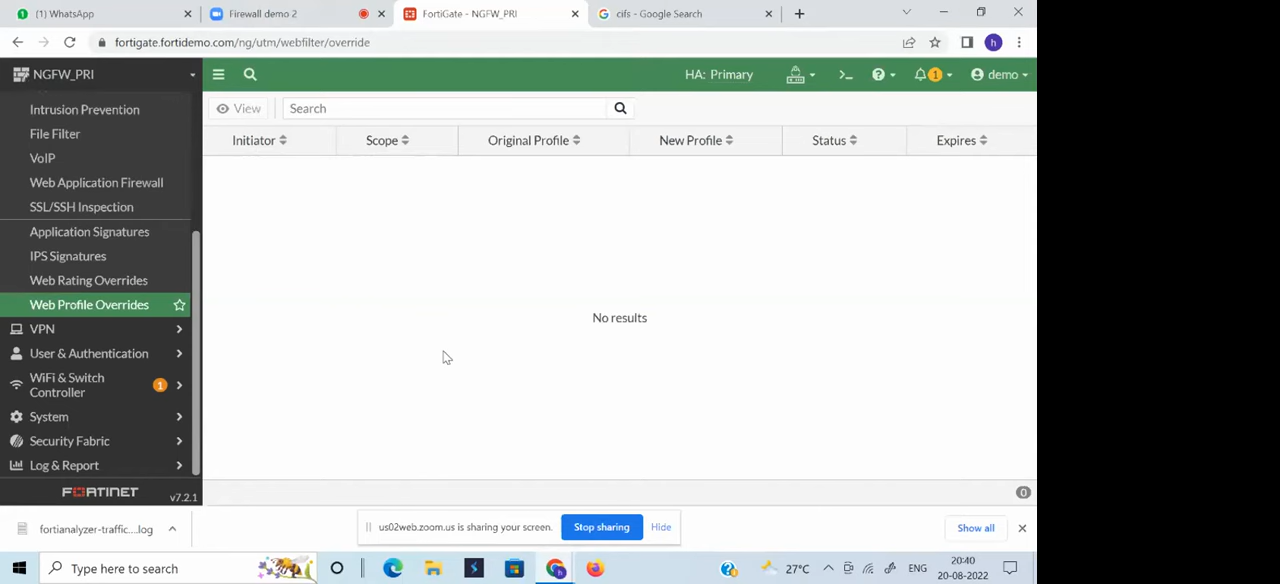 (1) WhatsApp
Firewall demo 2
FortiGate - NGFW_PRI
cifs - Google Search
fortigate.fortidemo.com/ng/utm/webfilter/override
h
NGFW_PRI
HA: Primary
1
demo
Intrusion Prevention
File Filter
VoIP
Web Application Firewall
SSL/SSH Inspection
Application Signatures
IPS Signatures
Web Rating Overrides
Web Profile Overrides
VPN
User & Authentication
WiFi & Switch
Controller
1
System
Security Fabric
Log & Report
FORTINET
v7.2.1
View
Search
Initiator
Scope
Original Profile
New Profile
Status
Expires
No results
0
fortianalyzer-traffic....log
us02web.zoom.us is sharing your screen.
Stop sharing
Hide
Show all
Type here to search
27°C
ENG
20:40
20-08-2022